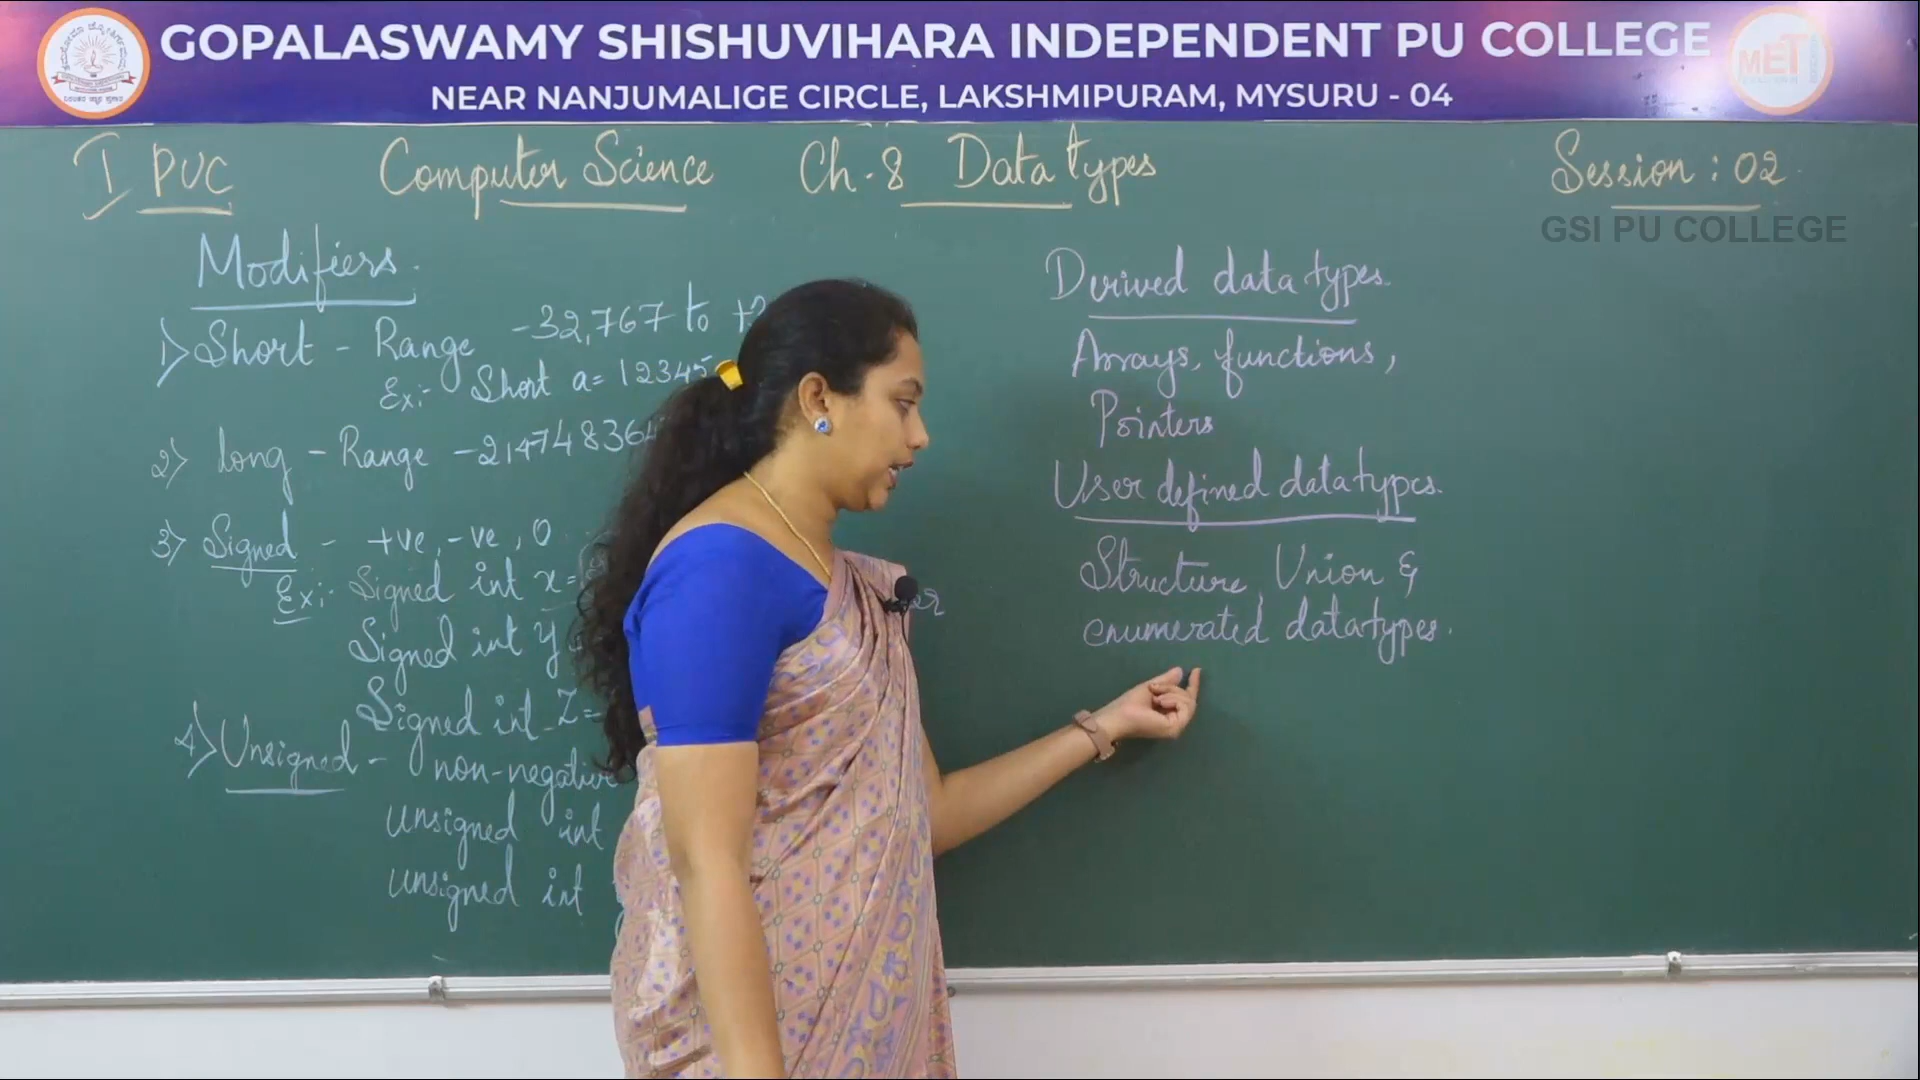 GOPALASWAMY SHISHUVIHARA INDEPENDENT PU COLLEGE
NEAR NANJUMALIGE CIRCLE, LAKSHMIPURAM, MYSURU - 04
MET
I PUC Computer Science Ch.8 Data types Session : 02
GSI PU COLLEGE
Modifiers.
1) Short - Range -32,767 to +3
Ex:- Short a = 12345
2) long - Range -214748364
3) Signed - +ve, -ve, 0
Ex:- Signed int x =
Signed int y =
Signed int Z =
4) Unsigned - non-negative
unsigned int
unsigned int
Derived data types.
Arrays, functions,
Pointers
User defined datatypes.
Structure, Union &
enumerated datatypes.